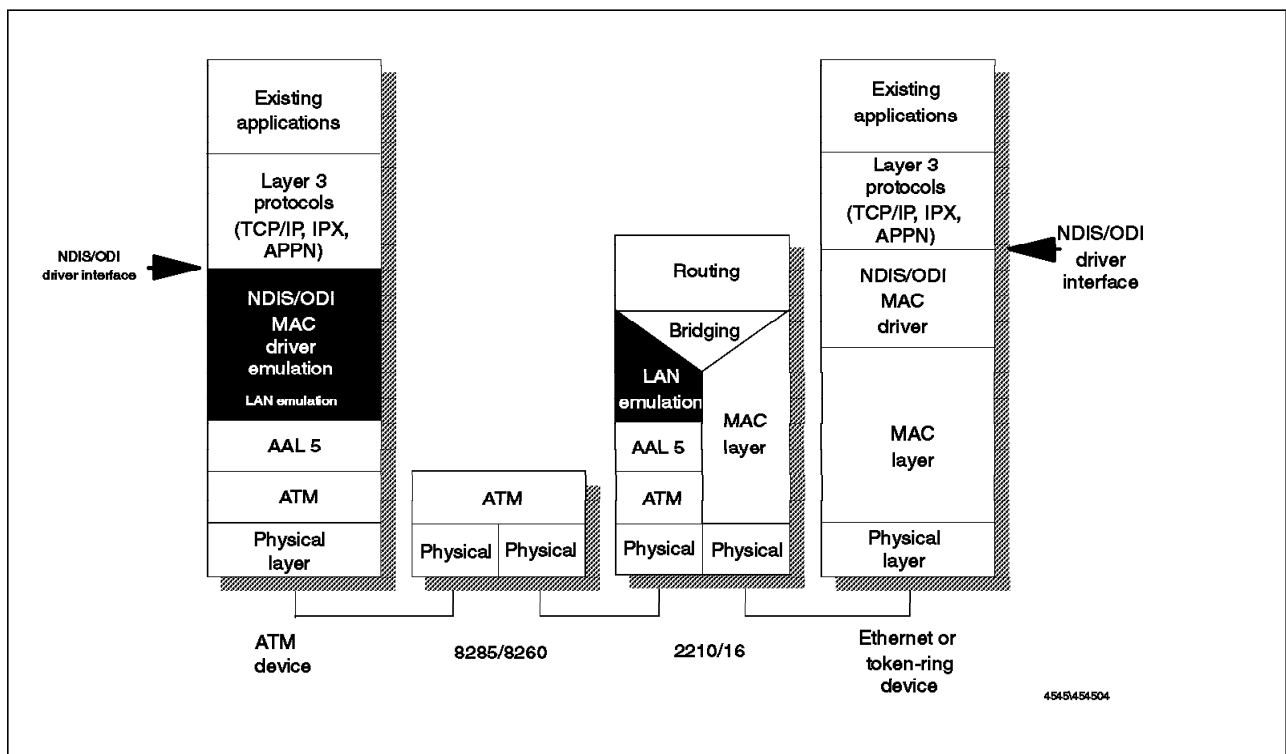 Existing
applications
Layer 3
protocols
(TCP/IP, IPX,
APPN)
NDIS/ODI
driver interface
NDIS/ODI
MAC
driver
emulation
LAN emulation
AAL 5
ATM
Physical
layer
ATM
device
ATM
Physical
Physical
8285/8260
Routing
Bridging
LAN
emulation
AAL 5
ATM
MAC
layer
Physical
Physical
2210/16
Existing
applications
Layer 3
protocols
(TCP/IP, IPX,
APPN)
NDIS/ODI
driver
interface
NDIS/ODI
MAC
driver
MAC
layer
Physical
layer
Ethernet or
token-ring
device
4545\454504